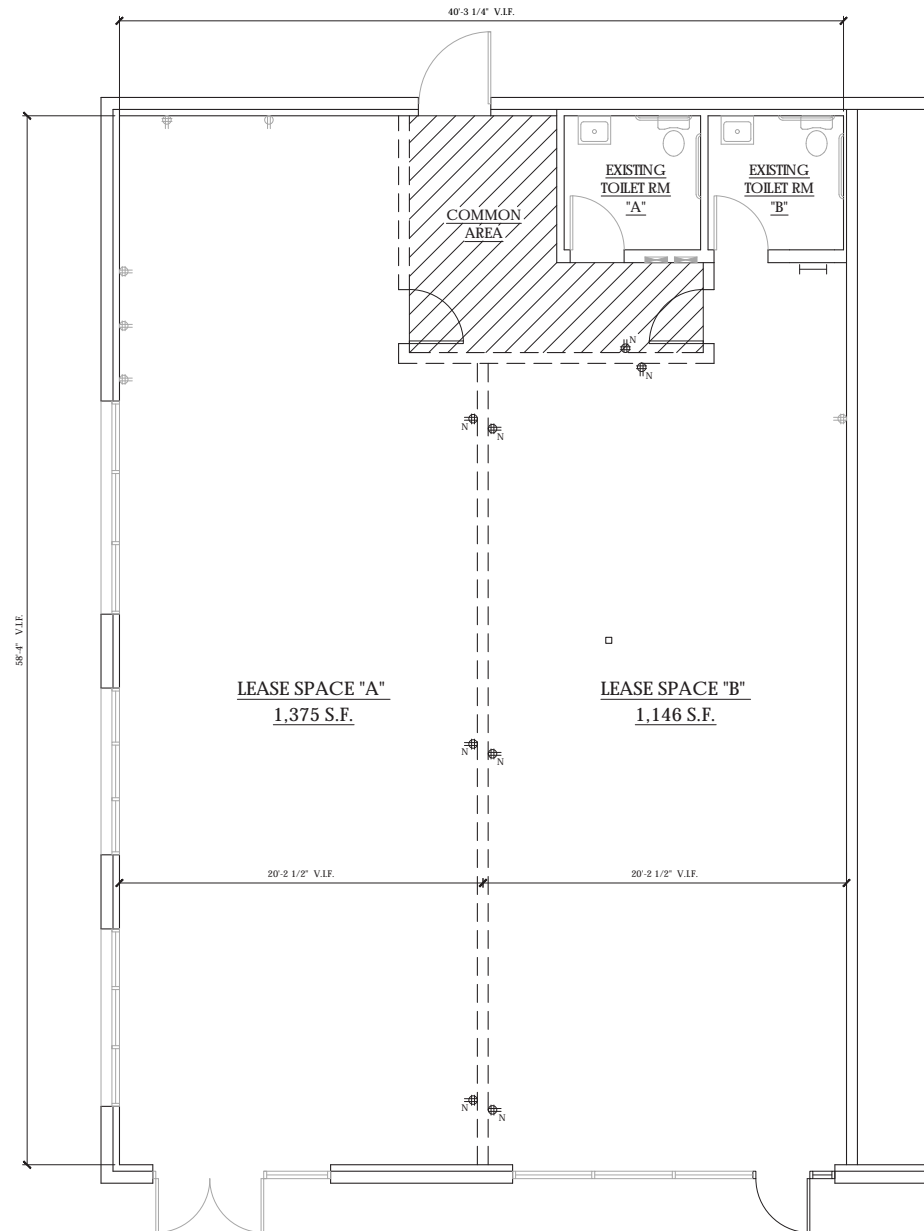 40'-3 1/4" V.I.F.
EXISTING
TOILET RM
"A"
EXISTING
TOILET RM
"B"
COMMON
AREA
N
N
N
N
58'-4" V.I.F.
LEASE SPACE "A"
1,375 S.F.
LEASE SPACE "B"
1,146 S.F.
N
N
20'-2 1/2" V.I.F.
20'-2 1/2" V.I.F.
N
N